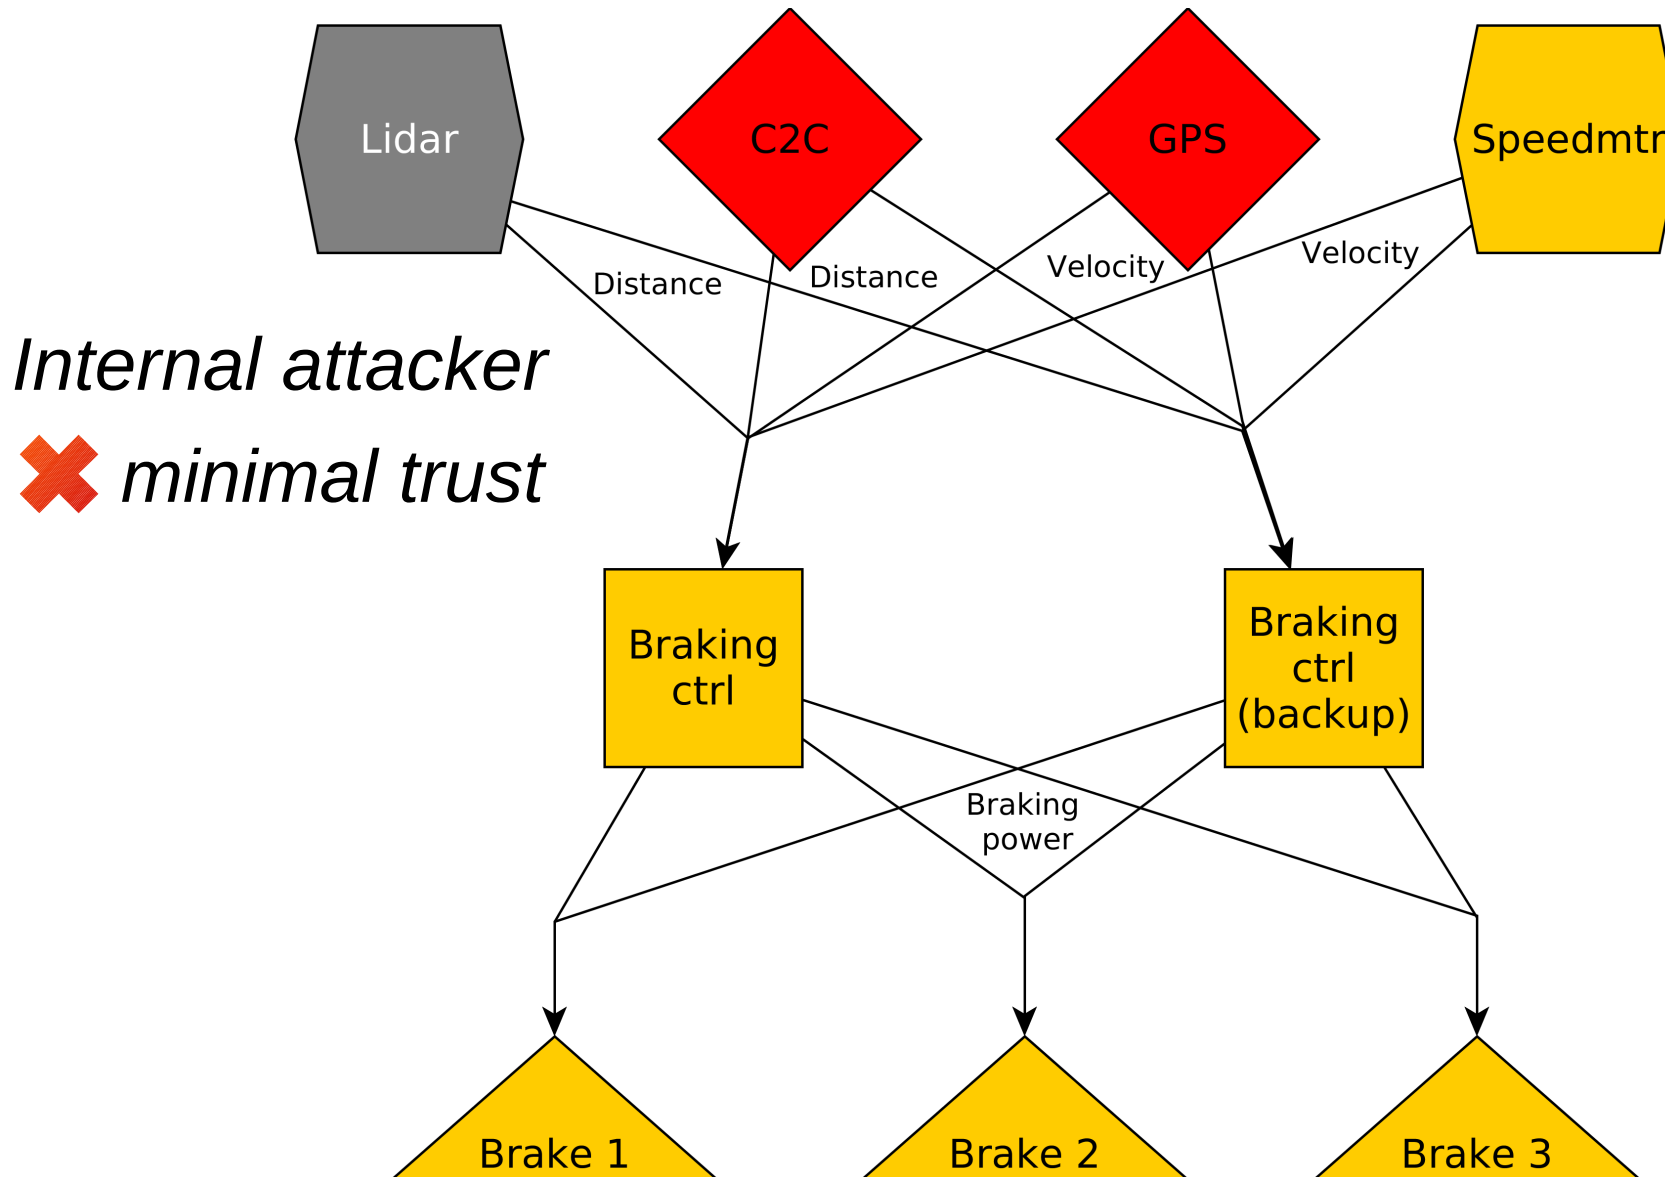 Lidar
C2C
GPS
Speedmtr
Distance
Distance
Velocity
Velocity
Internal attacker
minimal trust
Braking
ctrl
Braking
ctrl
(backup)
Braking
power
Brake 1
Brake 2
Brake 3